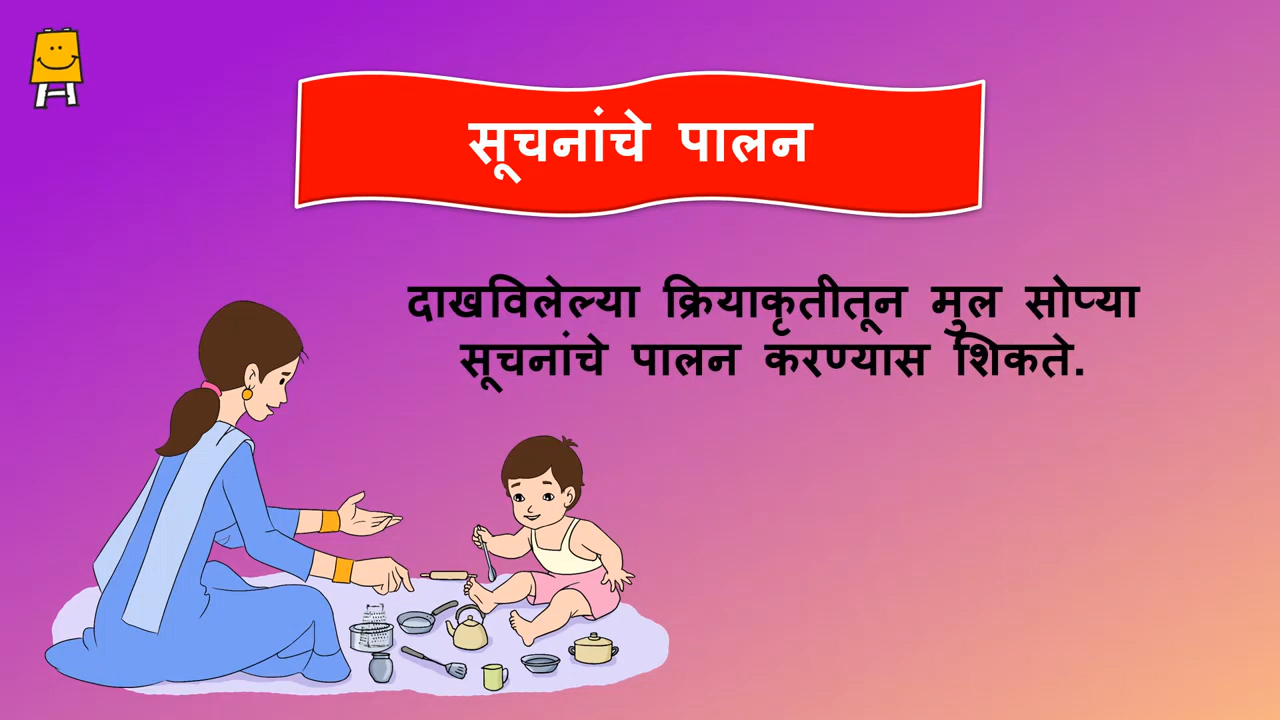 सूचनांचे पालन
दाखविलेल्या क्रियाकृतीतून मुल सोप्या
सूचनांचे पालन करण्यास शिकते.